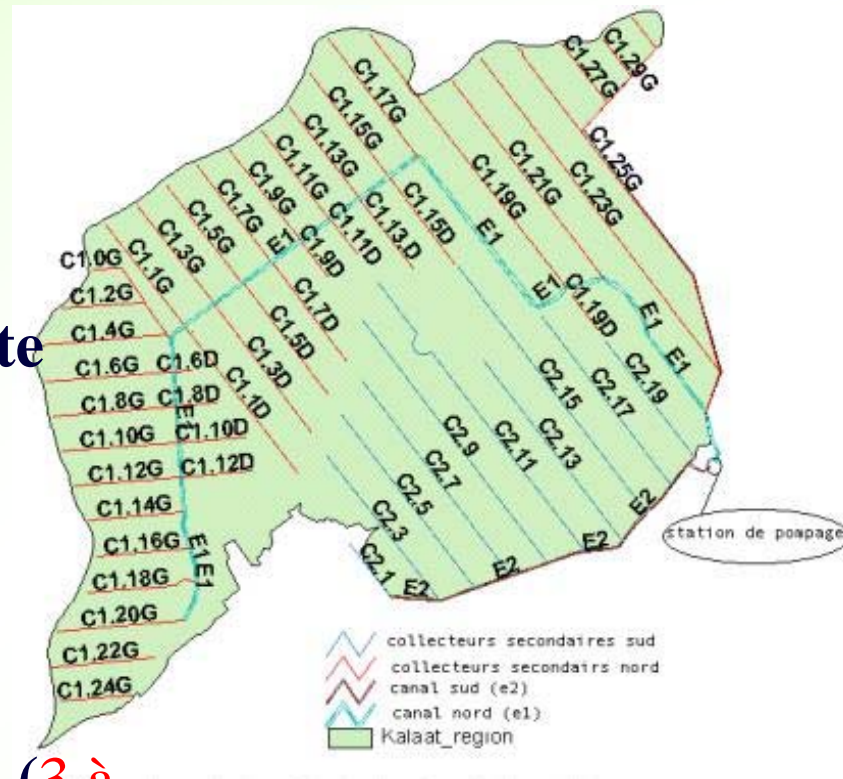 C1.29G
C1.27G
C1.17G
C1.15G
C1.25G
C1.13G
C1.21G
C1.23G
C1.11G
C1.19G
C1.9G
C1.15D
C1.7G
C1.13.D
E1
C1.5G
C1.11D
E1
C1.3G
C1.9D
C1.0G
C1.1G
C1.2G
E1
E1
C1.19D
C1.7D
C1.4G
te
C1.5D
E1
C1.6G
C1.6D
C1.3D
C2.15
C2.17
C2.19
C1.8G
C1.8D
C1.1D
E1
C1.10G
C1.10D
C2.9
C2.11
C2.13
C1.12G
C1.12D
C2.7
C2.5
C1.14G
C2.3
E2
C1.16G
E1
E1
station de pompage
C1.18G
C2.1
E2
E2
E2
C1.20G
C1.22G
C1.24G
collecteurs secondaires sud
collecteurs secondairs nord
canal sud (e2)
canal nord (e1)
Kalaat_region
(3 à